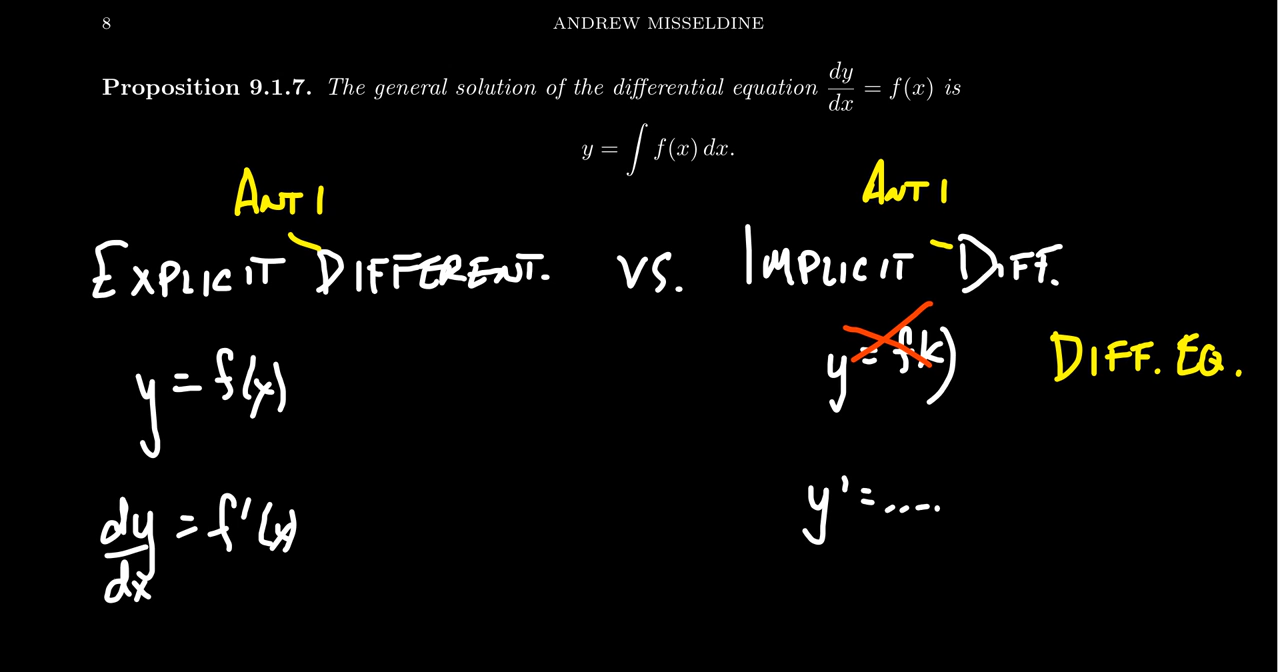 8 ANDREW MISSELDINE
Proposition 9.1.7. The general solution of the differential equation dy/dx = f(x) is
y = ∫ f(x) dx.
ANTI ANTI
EXPLICIT DIFFERENT. VS. IMPLICIT DIFF.
y = f(x) y = f(x) DIFF. EQ.
dy/dx = f'(x) y' = .....